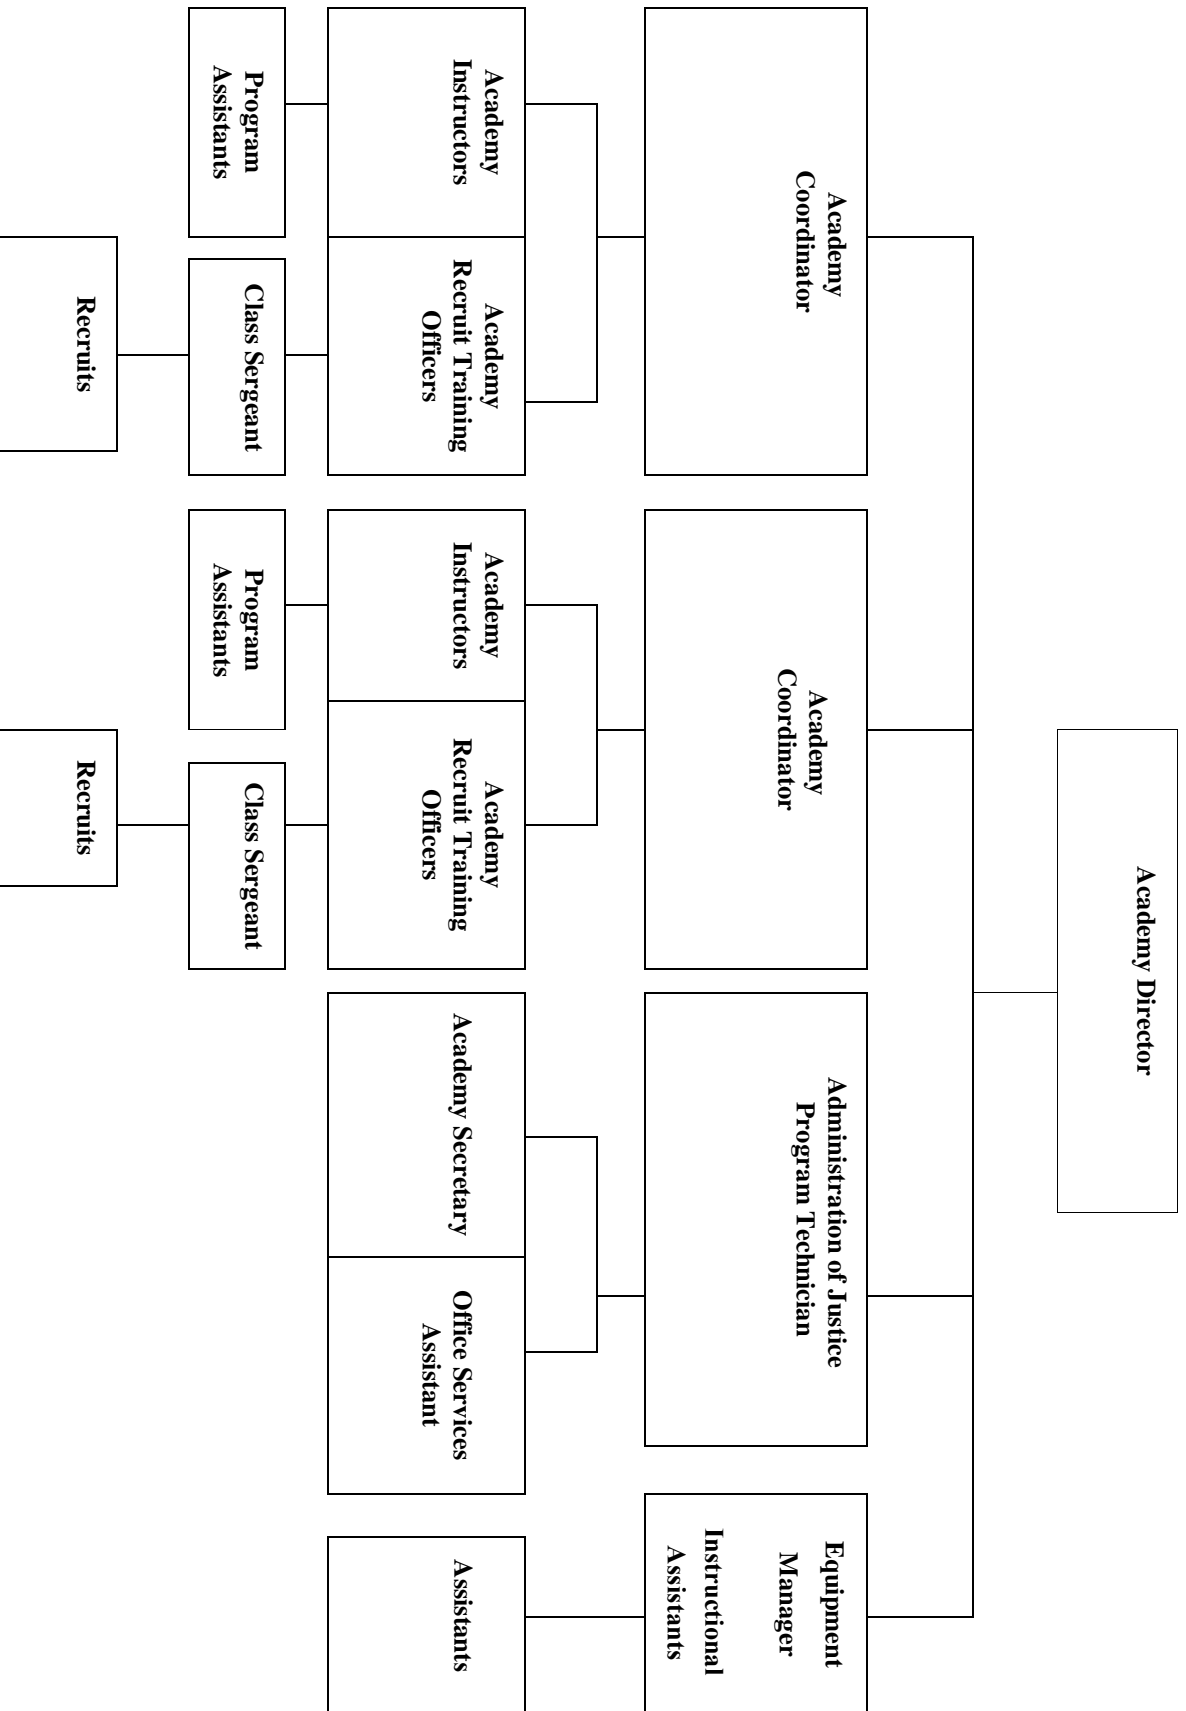 Academy Director
Academy
Coordinator
Academy
Coordinator
Administration of Justice
Program Technician
Equipment
Manager
Instructional
Assistants
Academy
Instructors
Academy
Recruit Training
Officers
Academy
Instructors
Academy
Recruit Training
Officers
Academy Secretary
Office Services
Assistant
Assistants
Program
Assistants
Class Sergeant
Program
Assistants
Class Sergeant
Recruits
Recruits